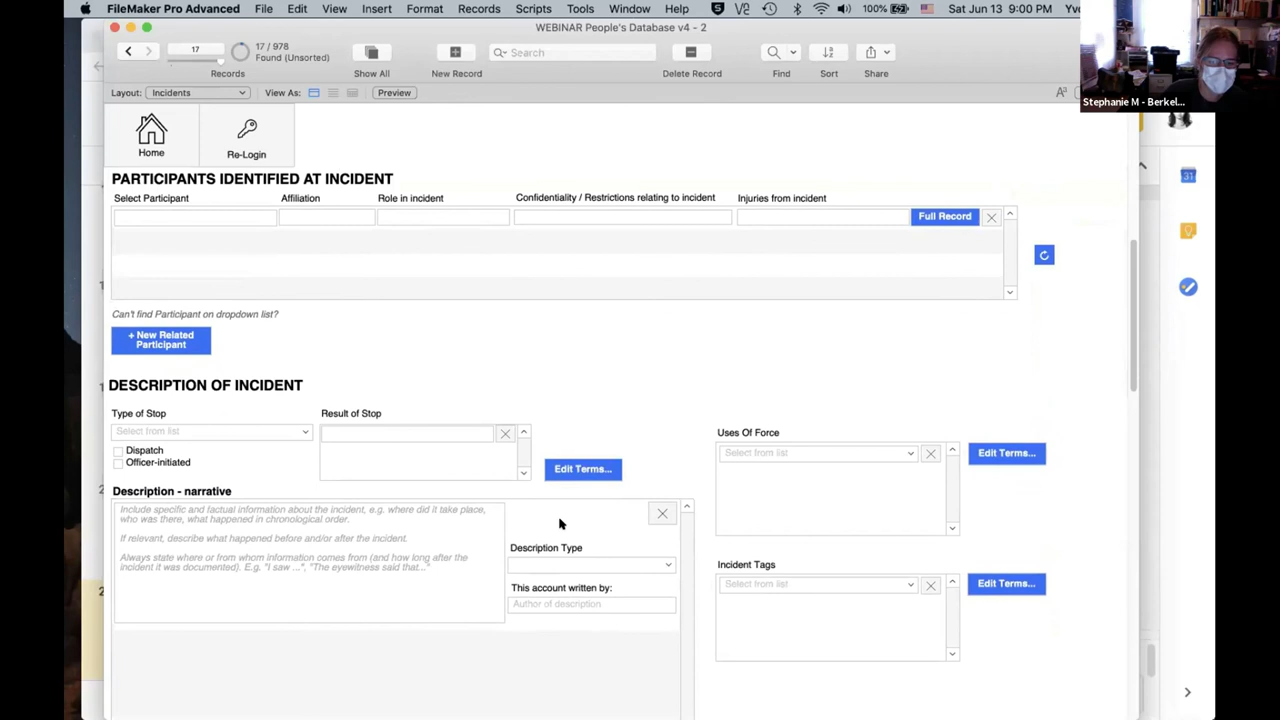 FileMaker Pro Advanced File Edit View Insert Format Records Scripts Tools Window Help 100% Sat Jun 13 9:00 PM
WEBINAR People's Database v4 - 2
17
17 / 978
Found (Unsorted)
Search
Records
Show All
New Record
Delete Record
Find
Sort
Share
Stephanie M - Berkel...
Layout: Incidents View As: Preview
Home
Re-Login
31
PARTICIPANTS IDENTIFIED AT INCIDENT
Select Participant Affiliation Role in incident Confidentiality / Restrictions relating to incident Injuries from incident
Full Record
Can't find Participant on dropdown list?
+ New Related
Participant
DESCRIPTION OF INCIDENT
Type of Stop
Result of Stop
Select from list
Dispatch
Officer-initiated
Edit Terms...
Uses Of Force
Select from list
Edit Terms...
Description - narrative
Include specific and factual information about the incident, e.g. where did it take place,
who was there, what happened in chronological order.
If relevant, describe what happened before and/or after the incident.
Always state where or from whom information comes from (and how long after the
incident it was documented). E.g. "I saw ...", "The eyewitness said that..."
Description Type
This account written by:
Author of description
Incident Tags
Select from list
Edit Terms...